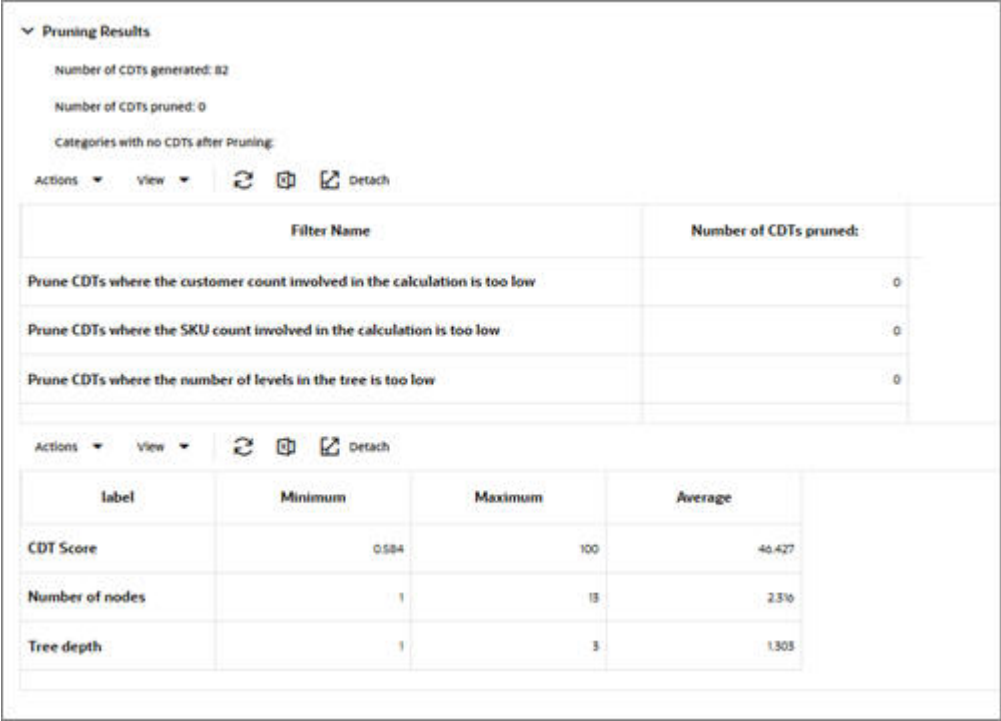 Pruning Results
Number of CDTs generated: 82
Number of CDTs pruned: 0
Categories with no CDTs after Pruning:
Actions View Detach
Filter Name Number of CDTs pruned:
Prune CDTs where the customer count involved in the calculation is too low 0
Prune CDTs where the SKU count involved in the calculation is too low 0
Prune CDTs where the number of levels in the tree is too low 0
Actions View Detach
label Minimum Maximum Average
CDT Score 0.584 100 46.427
Number of nodes 1 13 2.316
Tree depth 1 3 1.303